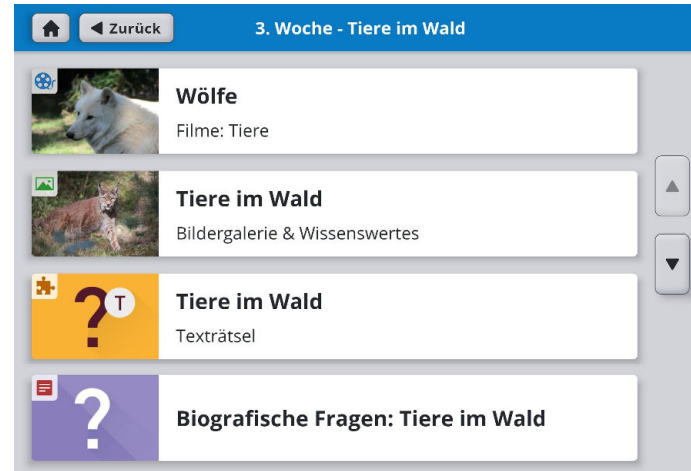 Zurück
3. Woche - Tiere im Wald
Wölfe
Filme: Tiere
Tiere im Wald
Bildergalerie & Wissenswertes
?
T
Tiere im Wald
Texträtsel
?
Biografische Fragen: Tiere im Wald